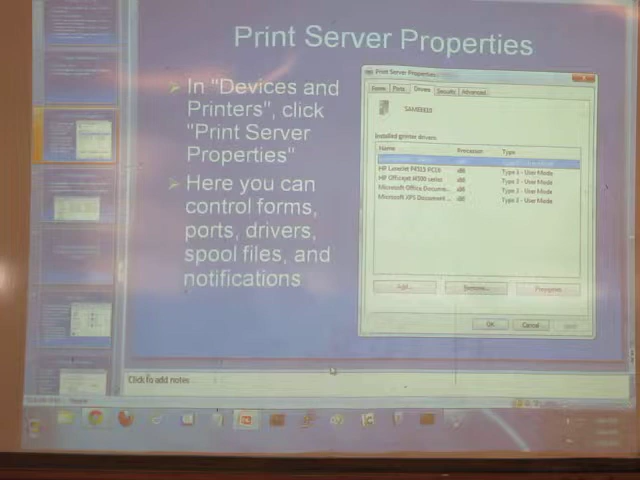 Print Server Properties
In "Devices and
Printers", click
"Print Server
Properties"
Here you can
control forms,
ports, drivers,
spool files, and
notifications
Print Server Properties
Forms Ports Drivers Security Advanced
Installed printer drivers:
Name Processor Type
HP LaserJet P4515 PCL6 x86 Type 3 - User Mode
HP Officejet 6500 series x86 Type 3 - User Mode
Microsoft Office Docume... x86 Type 3 - User Mode
Microsoft XPS Document ... x86 Type 3 - User Mode
Add... Remove... Properties
OK Cancel
Click to add notes